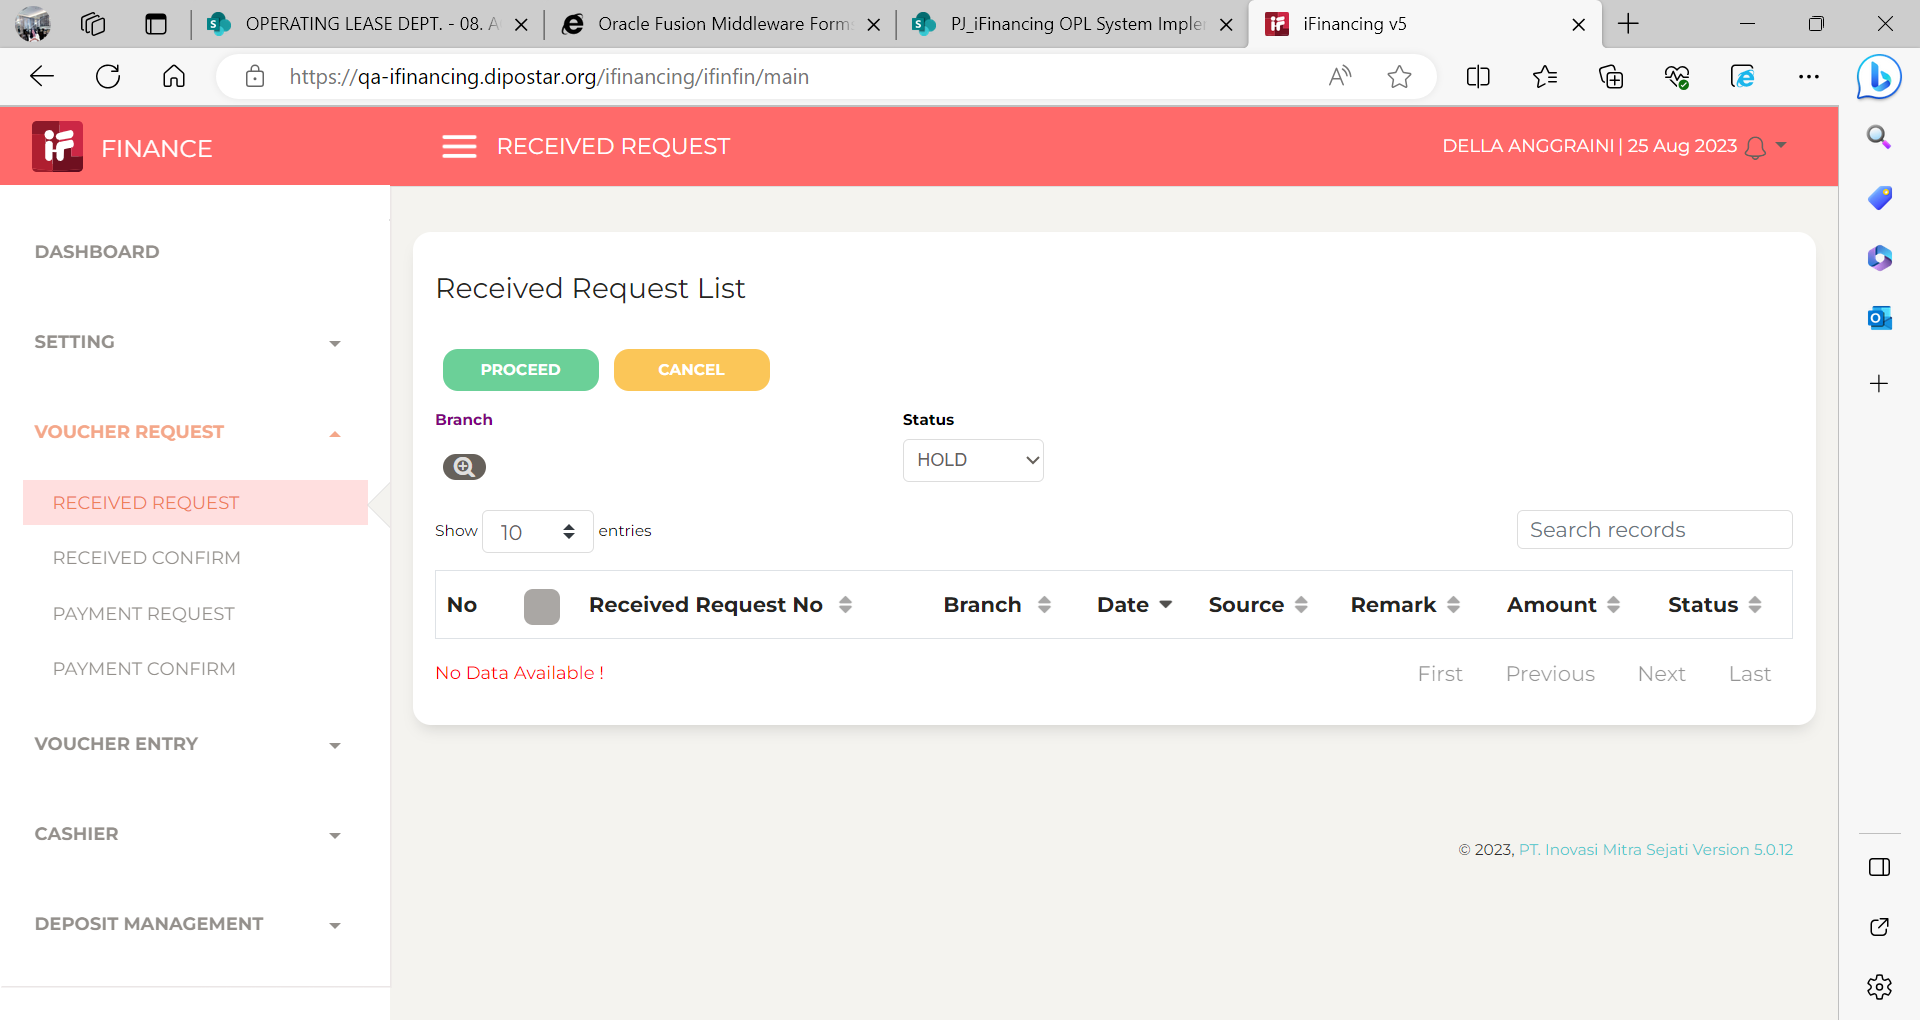 OPERATING LEASE DEPT. - 08. A
Oracle Fusion Middleware Form
PJ_iFinancing OPL System Imple
iFinancing v5
https://qa-ifinancing.dipostar.org/ifinancing/ifinfin/main
iF FINANCE
RECEIVED REQUEST
DELLA ANGGRAINI | 25 Aug 2023
DASHBOARD
SETTING
VOUCHER REQUEST
RECEIVED REQUEST
RECEIVED CONFIRM
PAYMENT REQUEST
PAYMENT CONFIRM
VOUCHER ENTRY
CASHIER
DEPOSIT MANAGEMENT
Received Request List
PROCEED CANCEL
Branch Status
HOLD
Show 10 entries
Search records
No Received Request No Branch Date Source Remark Amount Status
No Data Available !
First Previous Next Last
© 2023, PT. Inovasi Mitra Sejati Version 5.0.12